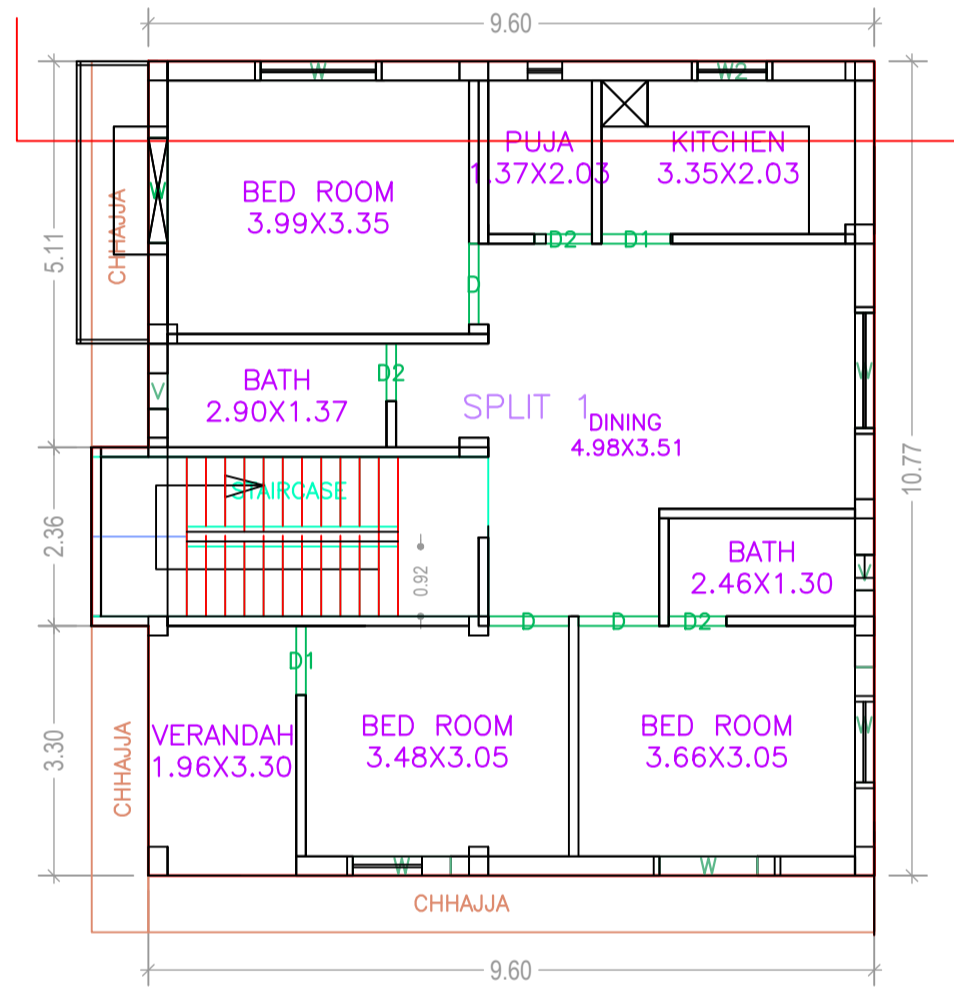 9.60
W
W2
PUJA
1.37X2.03
KITCHEN
3.35X2.03
BED ROOM
3.99X3.35
W
CHHAJJA
5.11
D2
D1
D
BATH
2.90X1.37
D2
V
SPLIT 1
DINING
4.98X3.51
W
10.77
STAIRCASE
2.36
0.92
BATH
2.46X1.30
V
D
D
D2
D1
VERANDAH
1.96X3.30
BED ROOM
3.48X3.05
BED ROOM
3.66X3.05
W
3.30
CHHAJJA
W
W
CHHAJJA
9.60